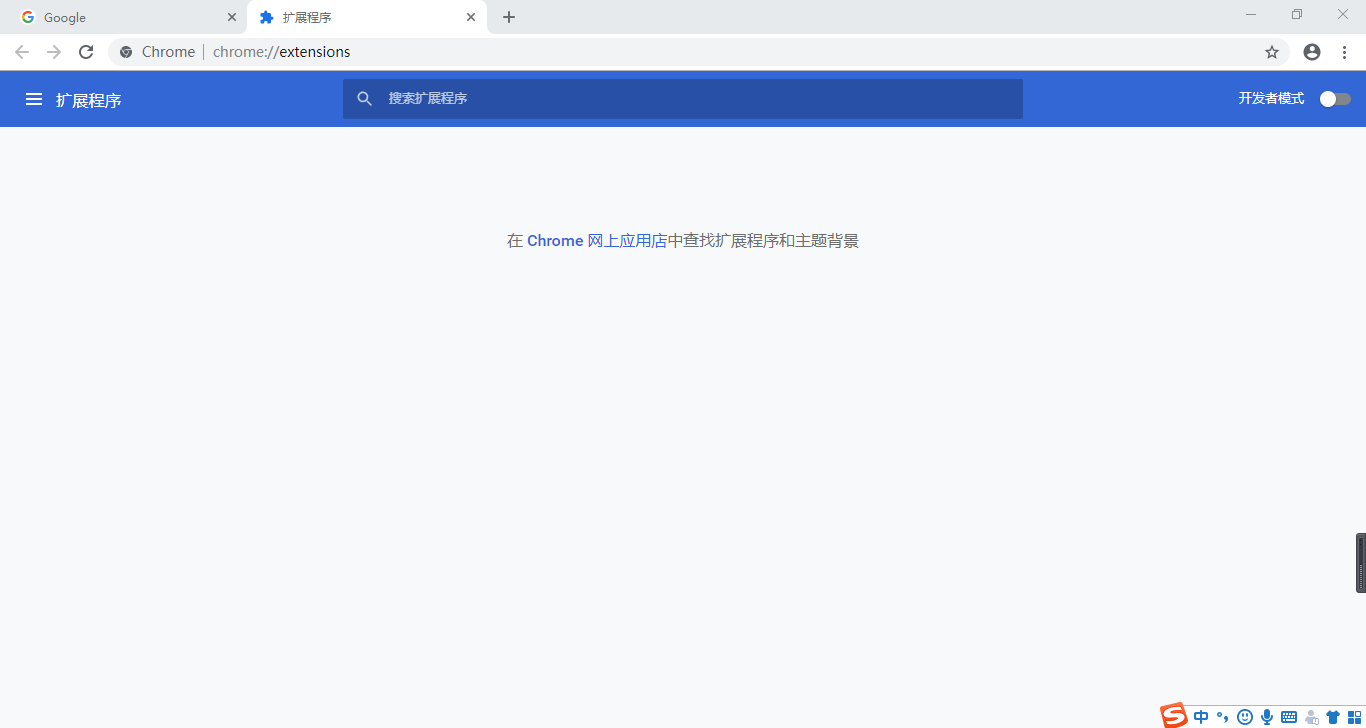 Google
扩展程序
Chrome | chrome://extensions
扩展程序
搜索扩展程序
开发者模式
在 Chrome 网上应用店中查找扩展程序和主题背景
中